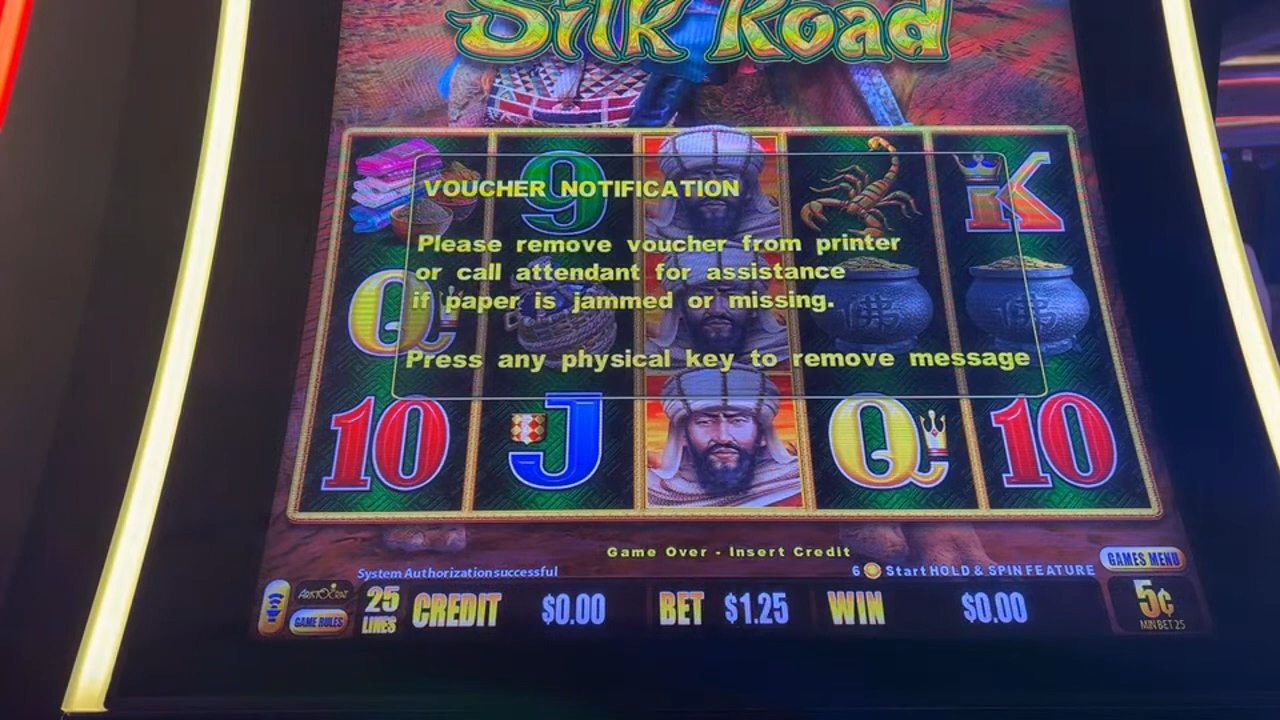 Silk Road
9
K
VOUCHER NOTIFICATION
Please remove voucher from printer
or call attendant for assistance
if paper is jammed or missing.
Press any physical key to remove message
Q
佛
佛
10
J
Q
10
Game Over - Insert Credit
System Authorization successful
6 Start HOLD & SPIN FEATURE
GAMES MENU
ARISTOCRAT
GAME RULES
25 LINES
CREDIT $0.00
BET $1.25
WIN $0.00
5¢
MIN BET 25